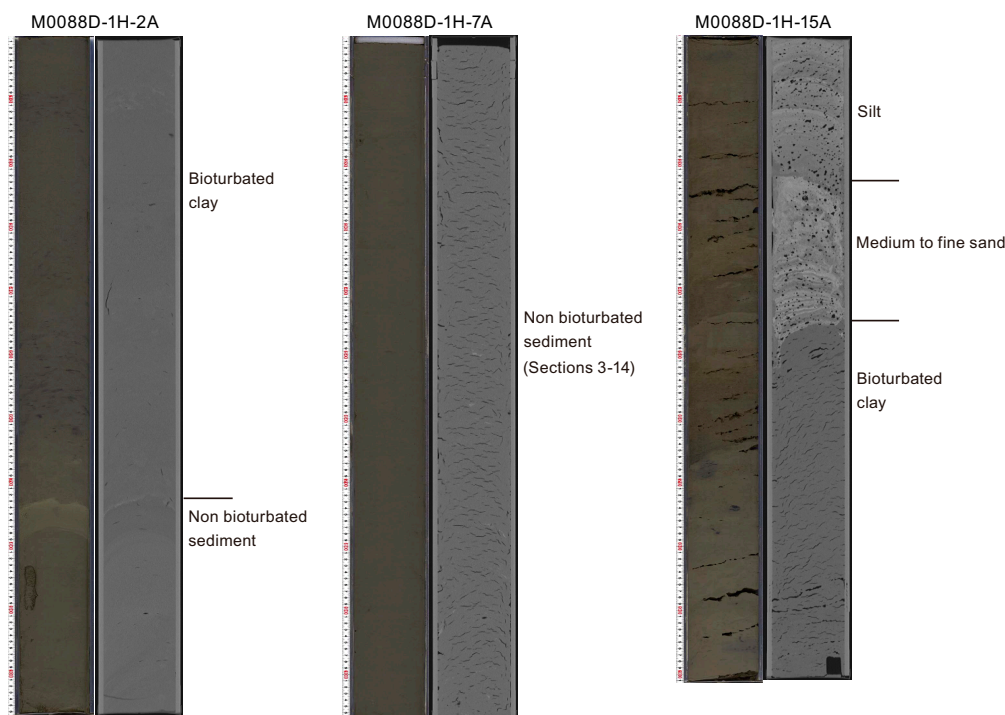 M0088D-1H-2A
M0088D-1H-7A
M0088D-1H-15A
Bioturbated
clay
Non bioturbated
sediment
Non bioturbated
sediment
(Sections 3-14)
Silt
Medium to fine sand
Bioturbated
clay